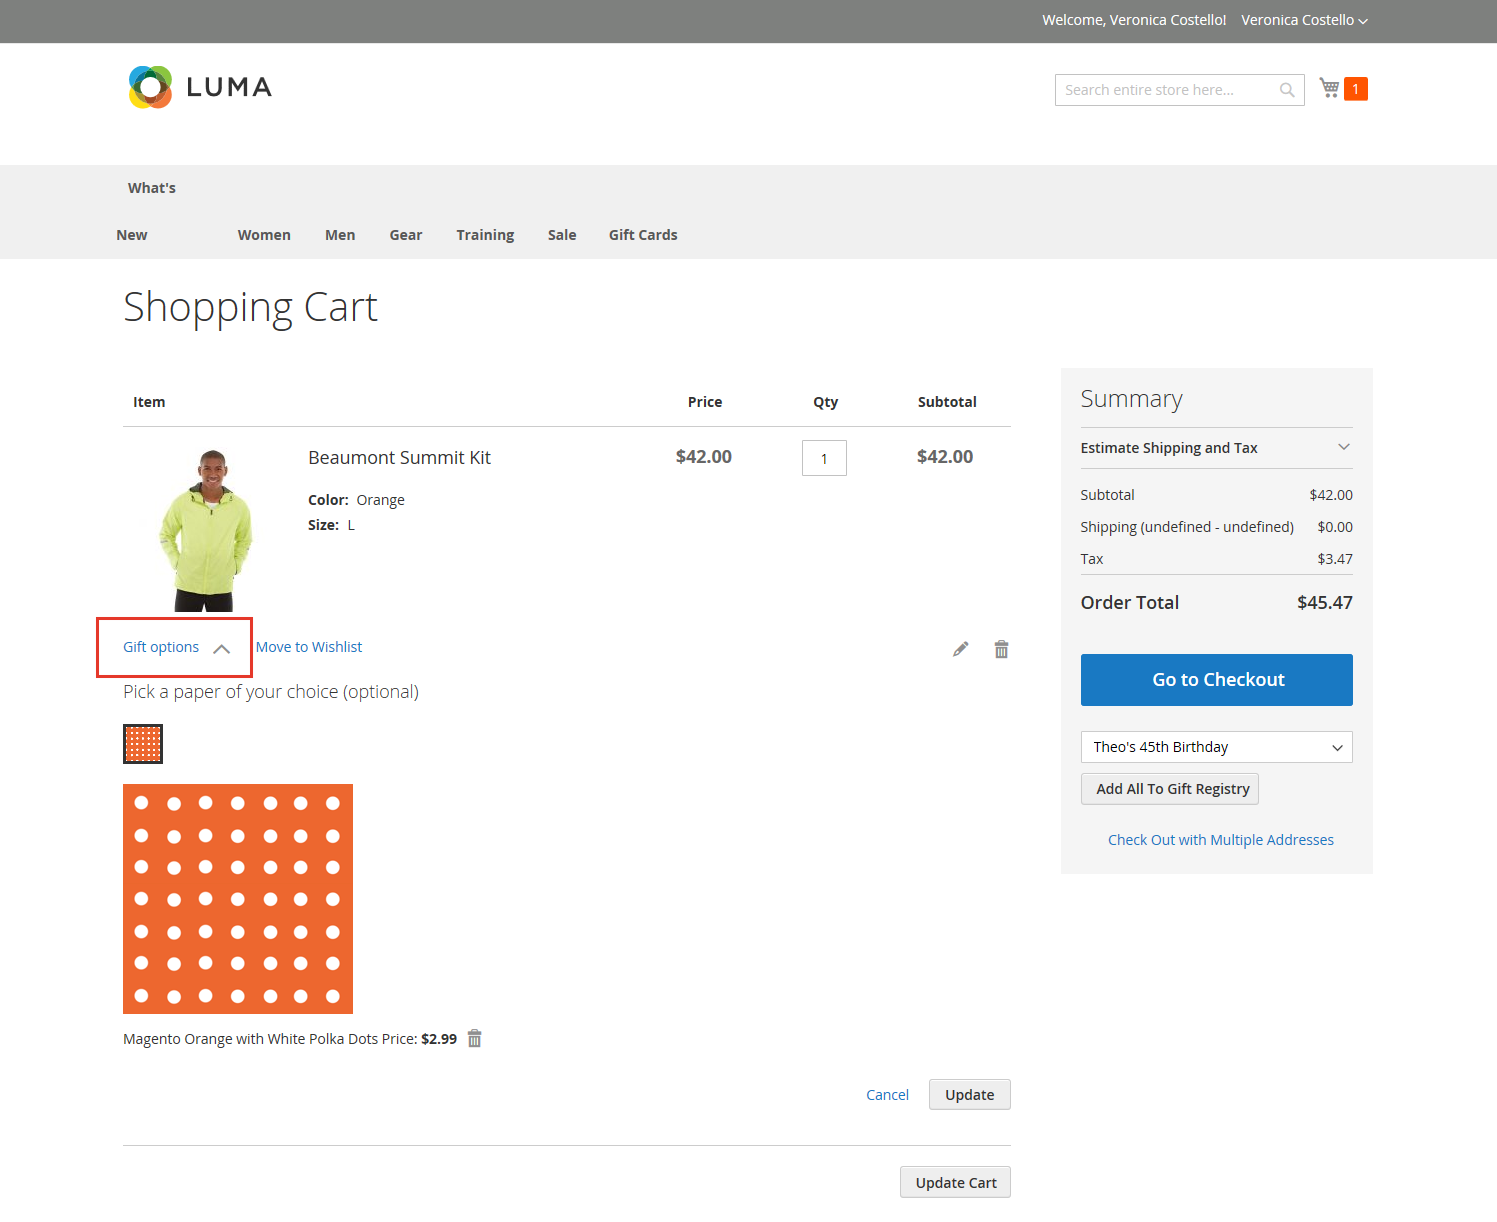 Welcome, Veronica Costello! Veronica Costello
LUMA
Search entire store here...
1
What's
New Women Men Gear Training Sale Gift Cards
Shopping Cart
Item Price Qty Subtotal
Beaumont Summit Kit $42.00 1 $42.00
Color: Orange
Size: L
Gift options Move to Wishlist
Pick a paper of your choice (optional)
Magento Orange with White Polka Dots Price: $2.99
Cancel Update
Update Cart
Summary
Estimate Shipping and Tax
Subtotal $42.00
Shipping (undefined - undefined) $0.00
Tax $3.47
Order Total $45.47
Go to Checkout
Theo's 45th Birthday
Add All To Gift Registry
Check Out with Multiple Addresses